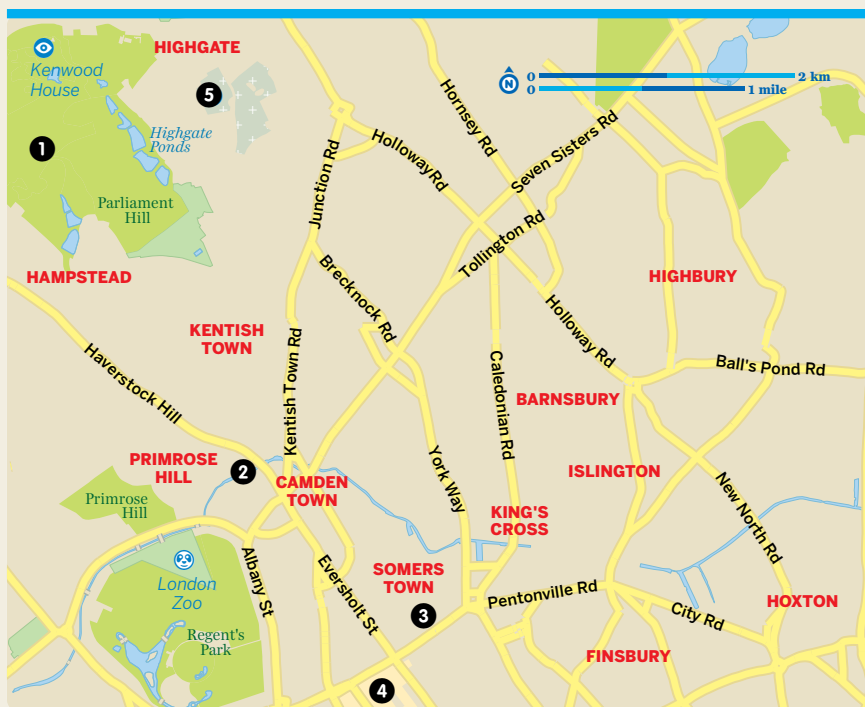 HIGHGATE
Kenwood
House
5
1
Highgate
Ponds
Parliament
Hill
HAMPSTEAD
N
0
2 km
0
1 mile
Hornsey Rd
Holloway Rd
Seven Sisters Rd
Junction Rd
Tollington Rd
Brecknock Rd
HIGHBURY
KENTISH
TOWN
Haverstock Hill
Kentish Town Rd
Holloway Rd
Caledonian Rd
Ball's Pond Rd
BARNSBURY
PRIMROSE
HILL
2
CAMDEN
TOWN
York Way
ISLINGTON
New North Rd
Primrose
Hill
KING'S
CROSS
London
Zoo
Albany St
Eversholt St
SOMERS
TOWN
3
Pentonville Rd
City Rd
HOXTON
Regent's
Park
FINSBURY
4